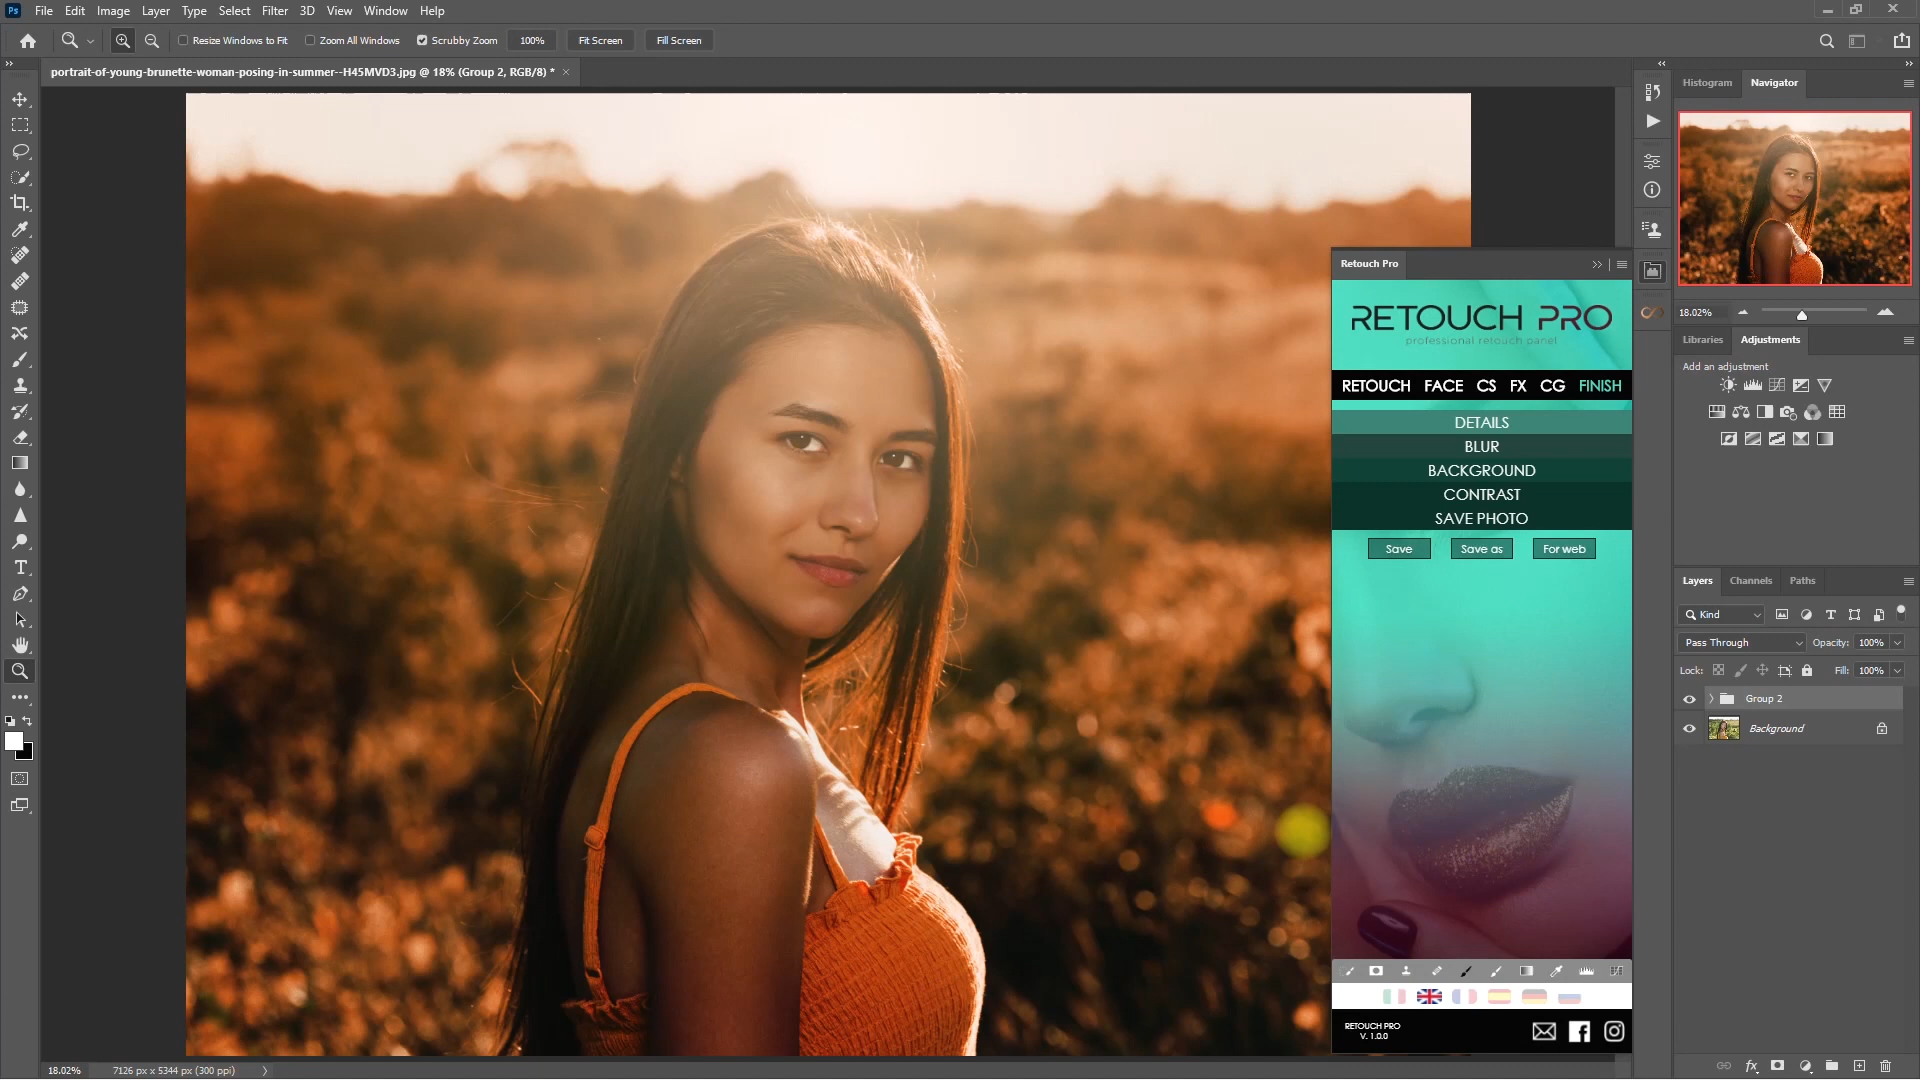 Ps File Edit Image Layer Type Select Filter 3D View Window Help
Resize Windows to Fit Zoom All Windows Scrubby Zoom 100% Fit Screen Fill Screen
portrait-of-young-brunette-woman-posing-in-summer--H45MVD3.jpg @ 18% (Group 2, RGB/8) *
Histogram Navigator
18.02%
Libraries Adjustments
Add an adjustment
Retouch Pro
RETOUCH PRO
professional retouch panel
RETOUCH FACE CS FX CG FINISH
DETAILS
BLUR
BACKGROUND
CONTRAST
SAVE PHOTO
Save Save as For web
RETOUCH PRO
V. 1.0.0
Layers Channels Paths
Kind
Pass Through Opacity: 100%
Lock: Fill: 100%
Group 2
Background
18.02% 7126 px x 5344 px (300 ppi)